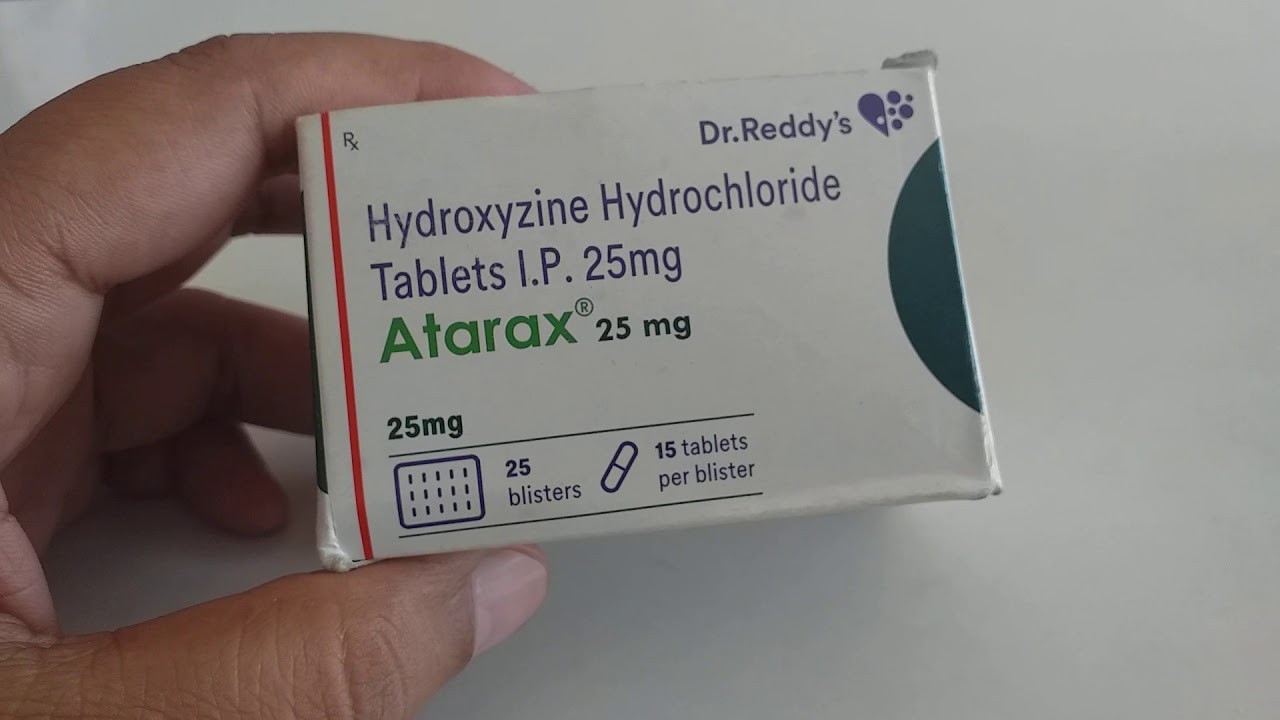 Rx
Dr.Reddy's
Hydroxyzine Hydrochloride
Tablets I.P. 25mg
Atarax® 25 mg
25mg
25
blisters
15 tablets
per blister